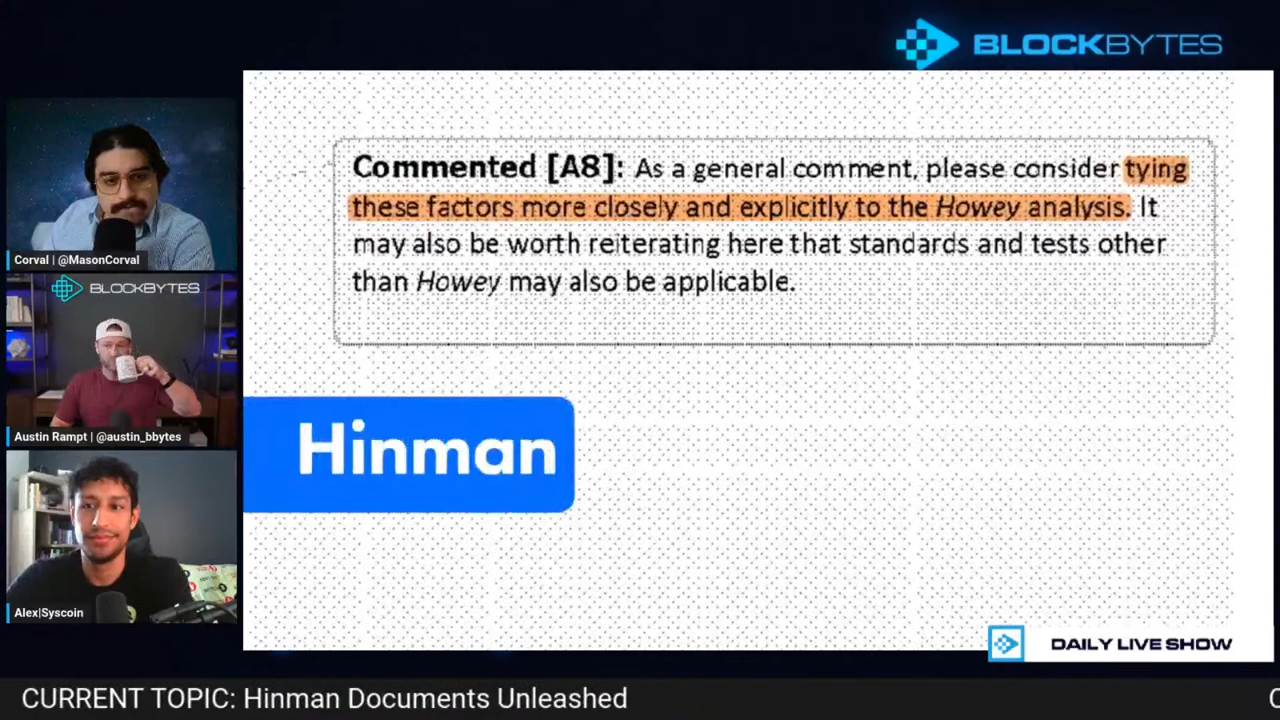 BLOCKBYTES
Commented [A8]: As a general comment, please consider tying
these factors more closely and explicitly to the Howey analysis. It
may also be worth reiterating here that standards and tests other
than Howey may also be applicable.
Hinman
Corval | @MasonCorval
BLOCKBYTES
Austin Rampt | @austin_bbytes
Alex|Syscoin
DAILY LIVE SHOW
CURRENT TOPIC: Hinman Documents Unleashed